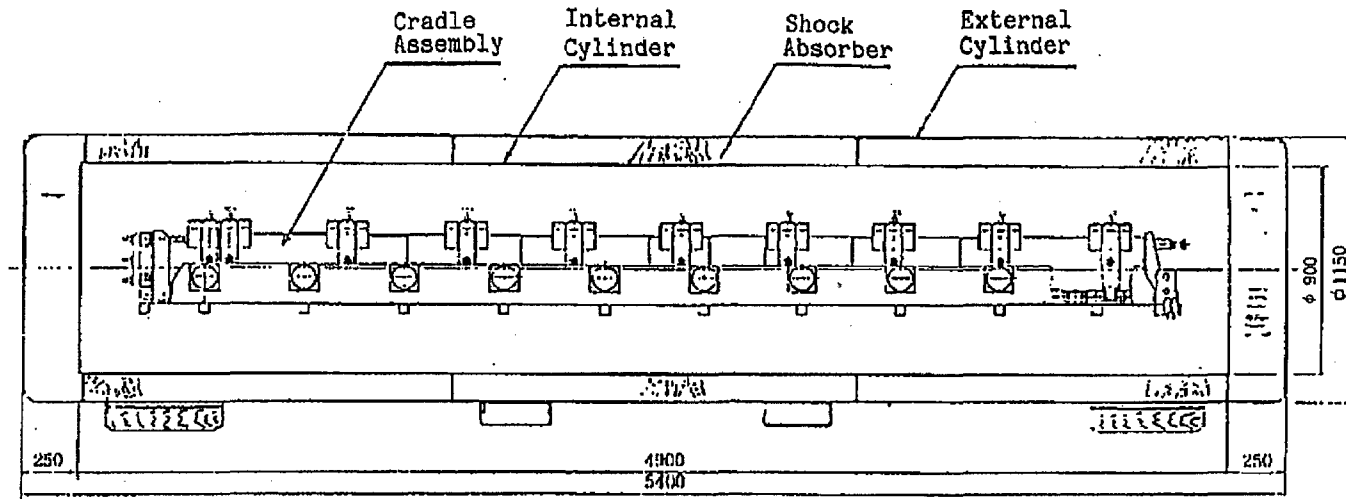 Cradle
Assembly
Internal
Cylinder
Shock
Absorber
External
Cylinder
ϕ 900
ϕ 1150
250
4900
250
5400